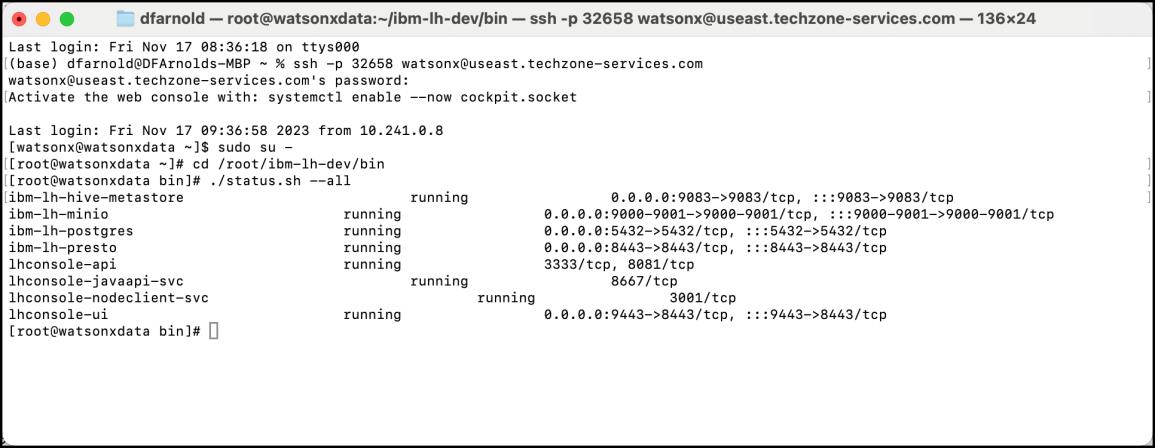 dfarnold — root@watsonxdata:~/ibm-lh-dev/bin — ssh -p 32658 watsonx@useast.techzone-services.com — 136×24
Last login: Fri Nov 17 08:36:18 on ttys000
[(base) dfarnold@DFArnolds-MBP ~ % ssh -p 32658 watsonx@useast.techzone-services.com ]
watsonx@useast.techzone-services.com's password:
[Activate the web console with: systemctl enable --now cockpit.socket ]
Last login: Fri Nov 17 09:36:58 2023 from 10.241.0.8
[watsonx@watsonxdata ~]$ sudo su -
[[root@watsonxdata ~]# cd /root/ibm-lh-dev/bin ]
[[root@watsonxdata bin]# ./status.sh --all ]
[ibm-lh-hive-metastore running 0.0.0.0:9083->9083/tcp, :::9083->9083/tcp ]
ibm-lh-minio running 0.0.0.0:9000-9001->9000-9001/tcp, :::9000-9001->9000-9001/tcp
ibm-lh-postgres running 0.0.0.0:5432->5432/tcp, :::5432->5432/tcp
ibm-lh-presto running 0.0.0.0:8443->8443/tcp, :::8443->8443/tcp
lhconsole-api running 3333/tcp, 8081/tcp
lhconsole-javaapi-svc running 8667/tcp
lhconsole-nodeclient-svc running 3001/tcp
lhconsole-ui running 0.0.0.0:9443->8443/tcp, :::9443->8443/tcp
[root@watsonxdata bin]#